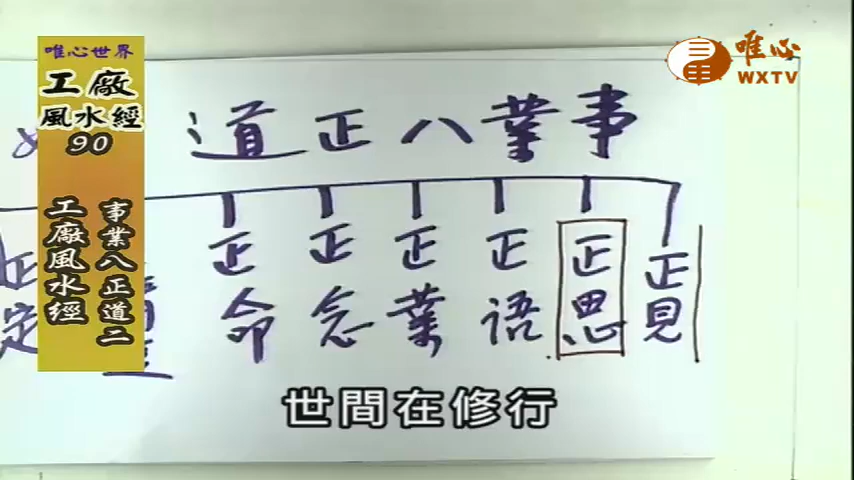 唯心世界
工廠
風水經
90
事業八正道二
工廠風水經
唯心
WXTV
事業八正道
正見
正思
正語
正業
正念
正命
正定
世間在修行